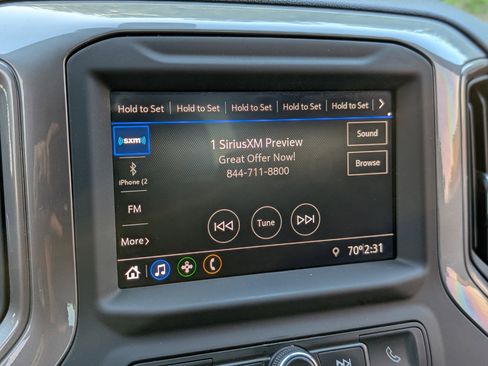 Hold to Set Hold to Set Hold to Set Hold to Set Hold to Set >
((sxm))
1 SiriusXM Preview
Sound
Great Offer Now!
Browse
844-711-8800
iPhone (2
FM
Tune
More>
70° 2:31